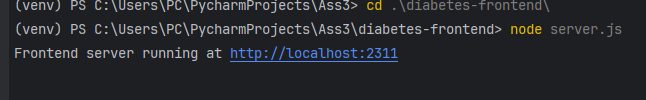 (venv) PS C:\Users\PC\PycharmProjects\Ass3> cd .\diabetes-frontend\
(venv) PS C:\Users\PC\PycharmProjects\Ass3\diabetes-frontend> node server.js
Frontend server running at http://localhost:2311